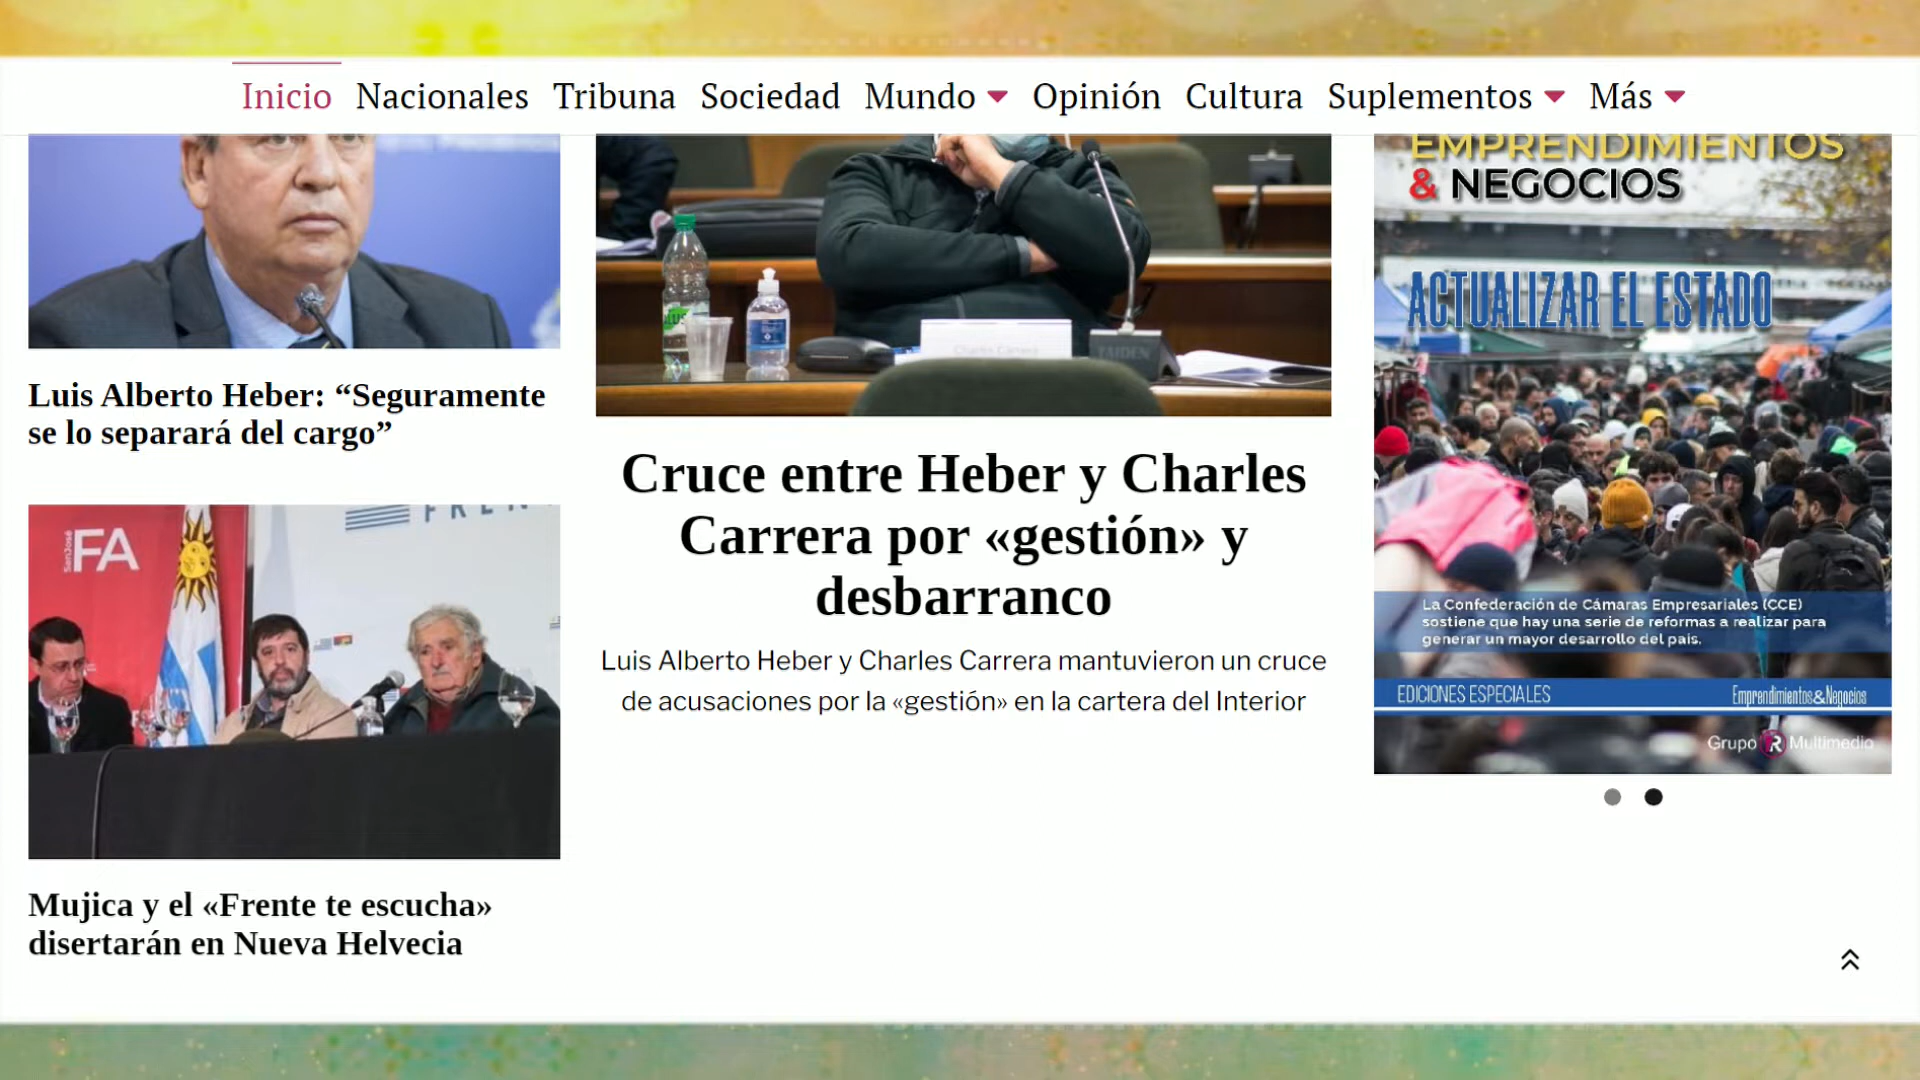 Inicio Nacionales Tribuna Sociedad Mundo Opinión Cultura Suplementos Más
Luis Alberto Heber: “Seguramente
se lo separará del cargo”
San José
FA
Mujica y el «Frente te escucha»
disertarán en Nueva Helvecia
Cruce entre Heber y Charles
Carrera por «gestión» y
desbarranco
Luis Alberto Heber y Charles Carrera mantuvieron un cruce
de acusaciones por la «gestión» en la cartera del Interior
EMPRENDIMIENTOS
& NEGOCIOS
ACTUALIZAR EL ESTADO
La Confederación de Cámaras Empresariales (CCE)
sostiene que hay una serie de reformas a realizar para
generar un mayor desarrollo del país.
EDICIONES ESPECIALES Emprendimientos&Negocios
Grupo R Multimedio